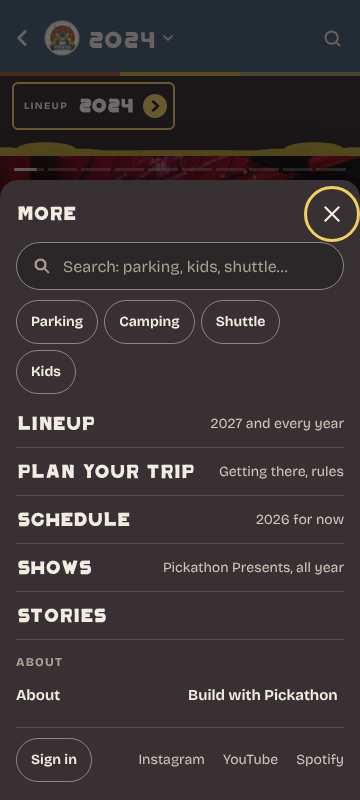 2024
LINEUP 2024
MORE
Search: parking, kids, shuttle...
Parking Camping Shuttle
Kids
LINEUP 2027 and every year
PLAN YOUR TRIP Getting there, rules
SCHEDULE 2026 for now
SHOWS Pickathon Presents, all year
STORIES
ABOUT
About Build with Pickathon
Sign in Instagram YouTube Spotify